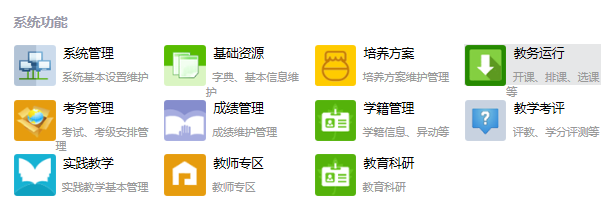 系统功能
系统管理 基础资源 培养方案 教务运行
系统基本设置维护 字典、基本信息维护 培养方案维护管理 开课、排课、选课等
考务管理 成绩管理 学籍管理 教学考评
考试、考级安排管理 成绩维护管理 学籍信息、异动等 评教、学分评测等
实践教学 教师专区 教育科研
实践教学基本管理 教师专区 教育科研